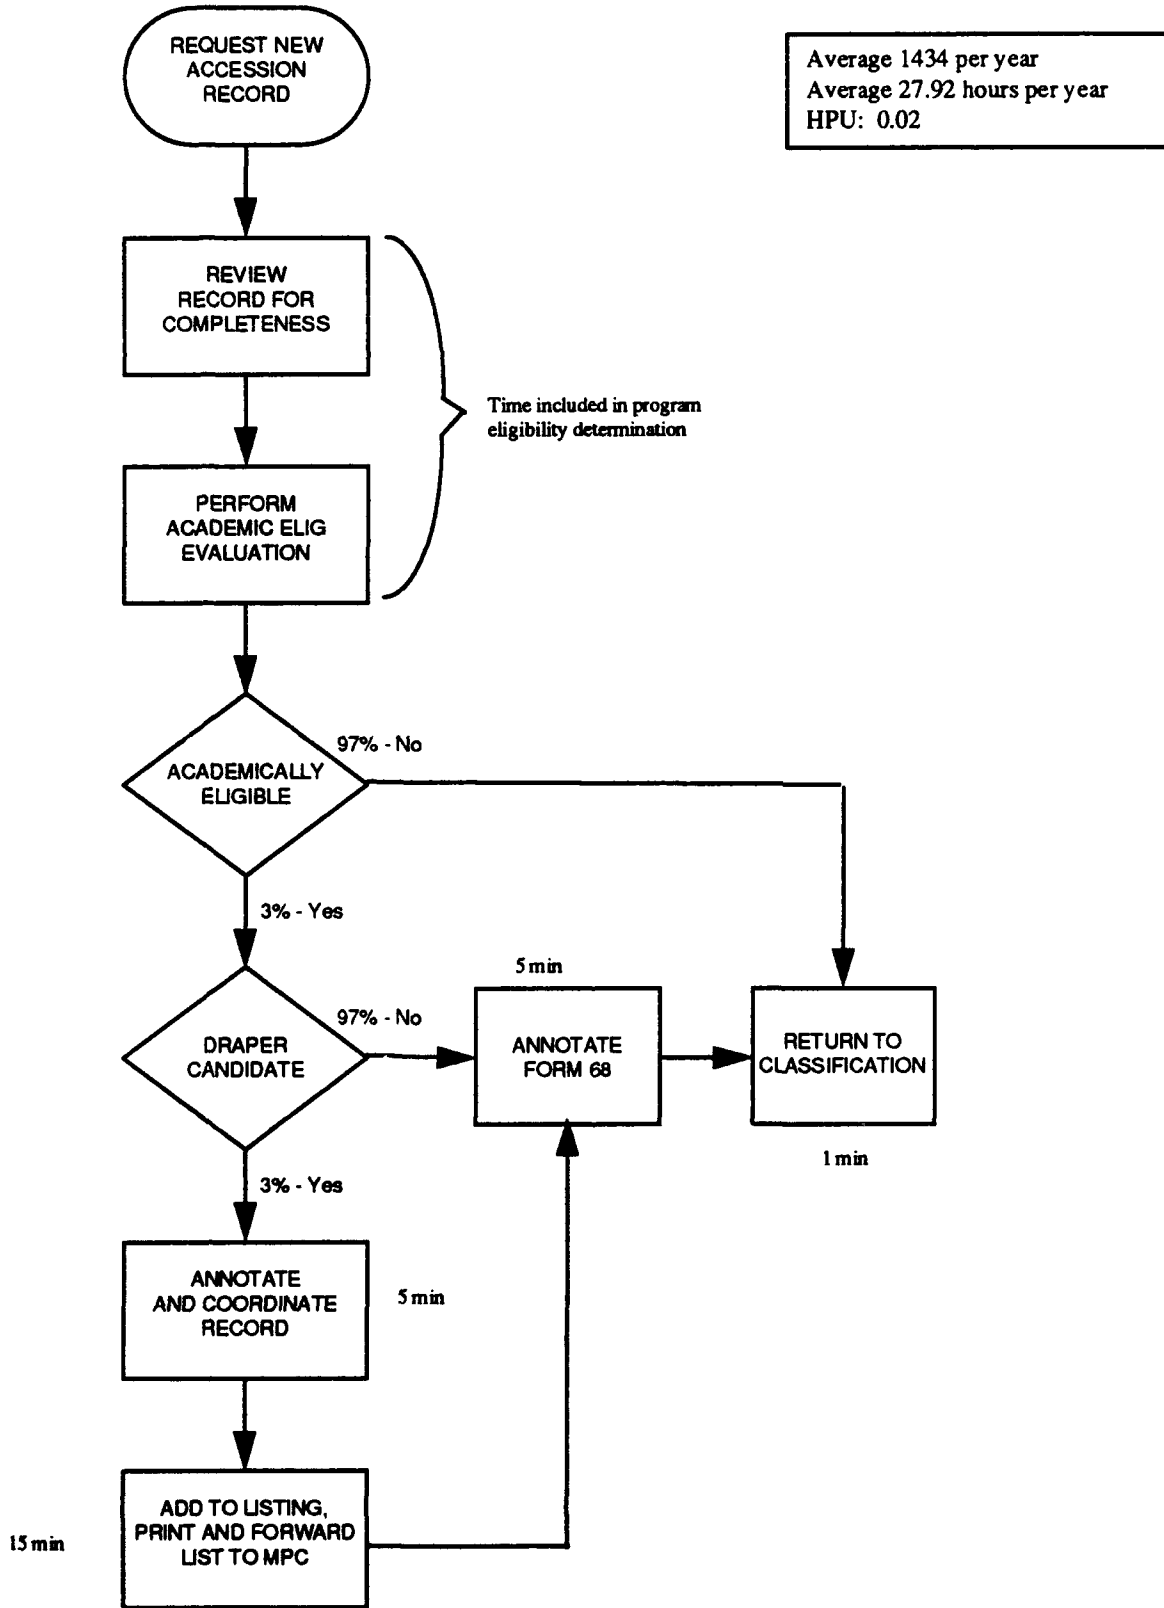 REQUEST NEW
ACCESSION
RECORD
Average 1434 per year
Average 27.92 hours per year
HPU: 0.02
REVIEW
RECORD FOR
COMPLETENESS
Time included in program
eligibility determination
PERFORM
ACADEMIC ELIG
EVALUATION
97% - No
ACADEMICALLY
ELIGIBLE
3% - Yes
5 min
97% - No
DRAPER
CANDIDATE
ANNOTATE
FORM 68
RETURN TO
CLASSIFICATION
1 min
3% - Yes
ANNOTATE
AND COORDINATE
RECORD
5 min
ADD TO LISTING,
PRINT AND FORWARD
LIST TO MPC
15 min